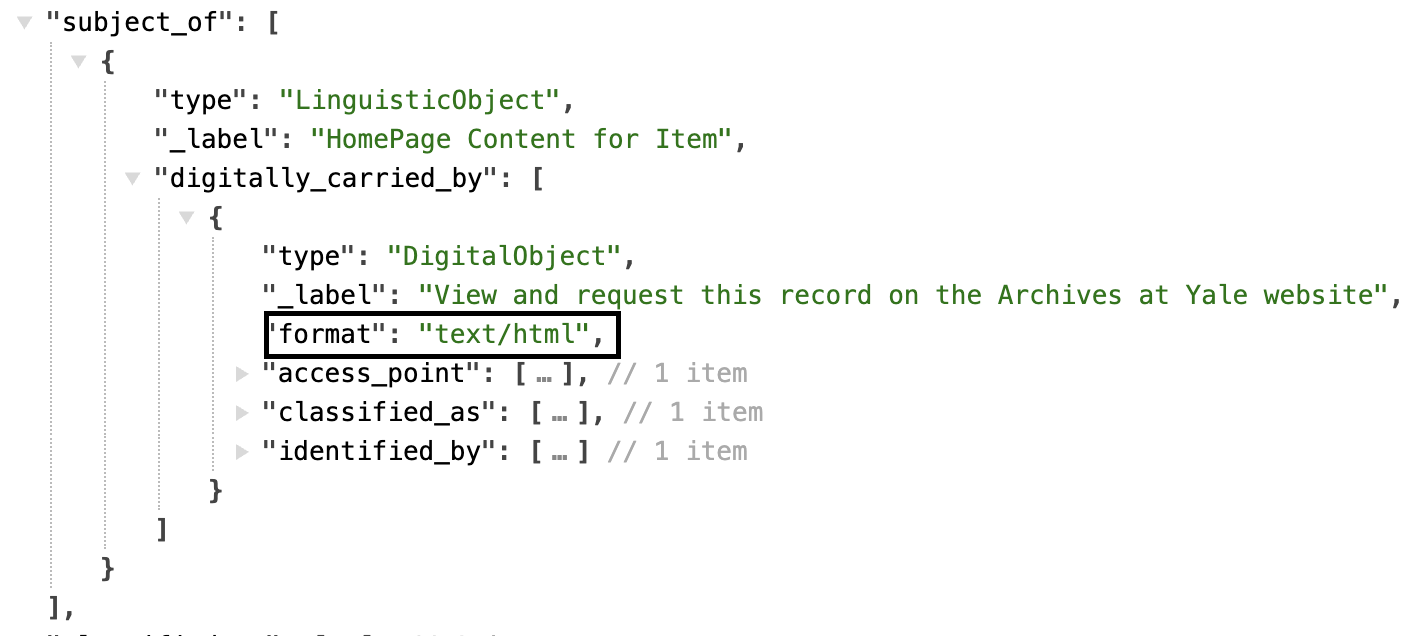 "subject_of": [
{
"type": "LinguisticObject",
"_label": "HomePage Content for Item",
"digitally_carried_by": [
{
"type": "DigitalObject",
"_label": "View and request this record on the Archives at Yale website",
"format": "text/html",
"access_point": [ … ], // 1 item
"classified_as": [ … ], // 1 item
"identified_by": [ … ] // 1 item
}
]
}
],